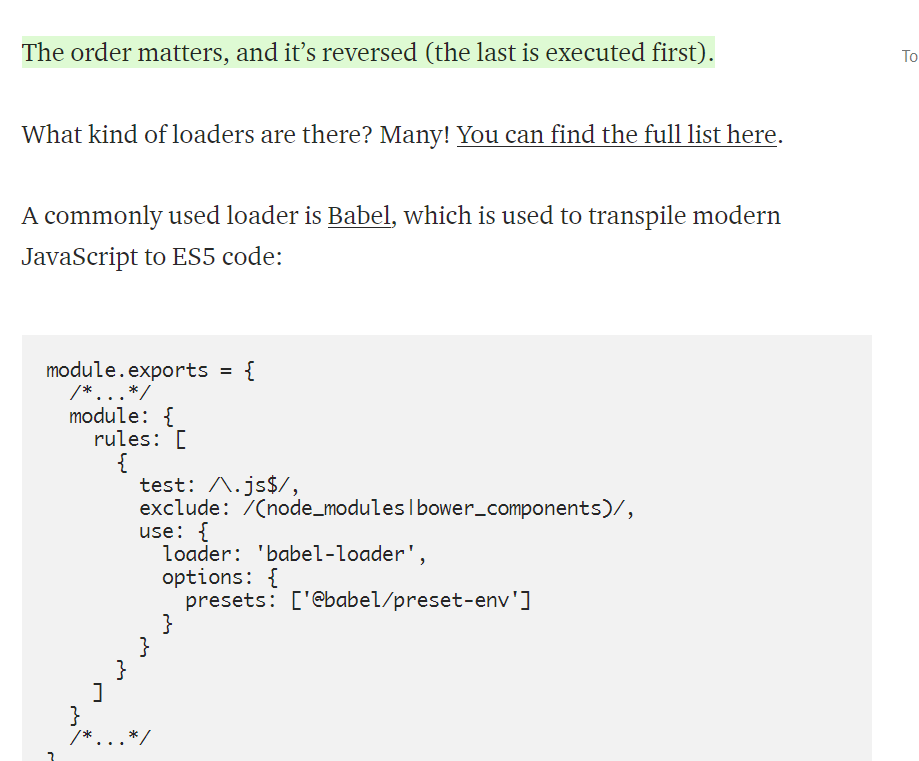 The order matters, and it’s reversed (the last is executed first).
To
What kind of loaders are there? Many! You can find the full list here.
A commonly used loader is Babel, which is used to transpile modern
JavaScript to ES5 code:
module.exports = {
  /*...*/
  module: {
    rules: [
      {
        test: /\.js$/,
        exclude: /(node_modules|bower_components)/,
        use: {
          loader: 'babel-loader',
          options: {
            presets: ['@babel/preset-env']
          }
        }
      }
    ]
  }
  /*...*/
}